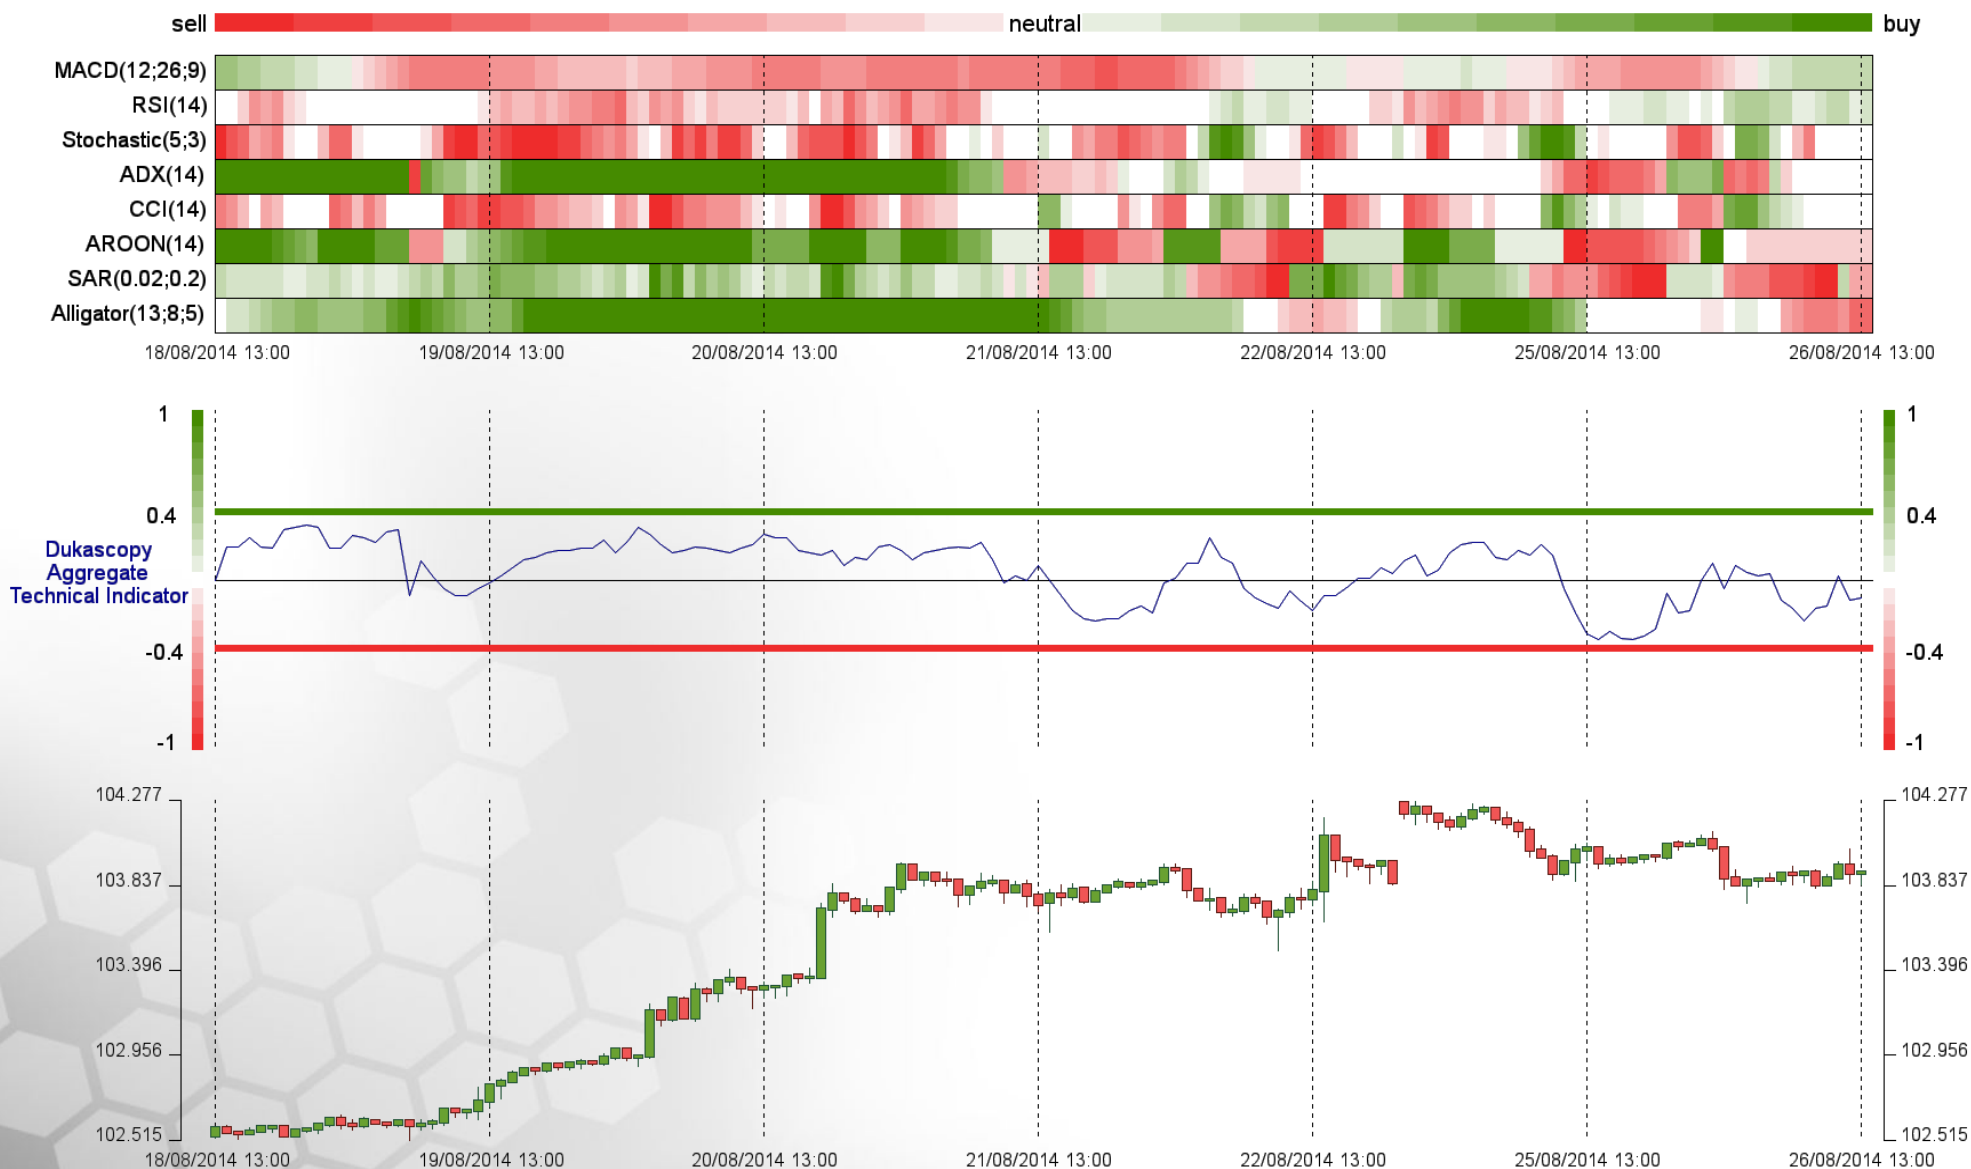 sell neutral buy
MACD(12;26;9)
RSI(14)
Stochastic(5;3)
ADX(14)
CCI(14)
AROON(14)
SAR(0.02;0.2)
Alligator(13;8;5)
18/08/2014 13:00 19/08/2014 13:00 20/08/2014 13:00 21/08/2014 13:00 22/08/2014 13:00 25/08/2014 13:00 26/08/2014 13:00
1 1
0.4 0.4
Dukascopy
Aggregate
Technical Indicator
-0.4 -0.4
-1 -1
104.277 104.277
103.837 103.837
103.396 103.396
102.956 102.956
102.515 102.515
18/08/2014 13:00 19/08/2014 13:00 20/08/2014 13:00 21/08/2014 13:00 22/08/2014 13:00 25/08/2014 13:00 26/08/2014 13:00